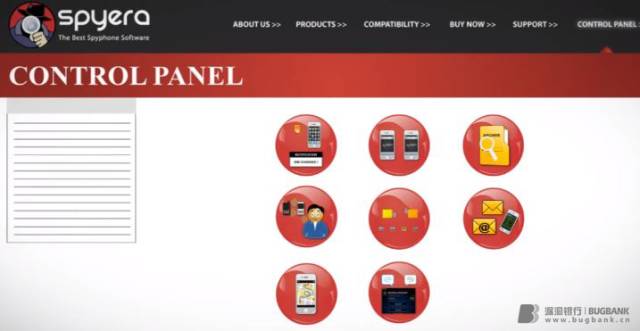 SPYERA
The Best Spyphone Software
ABOUT US >>
PRODUCTS >>
COMPATIBILITY >>
BUY NOW >>
SUPPORT >>
CONTROL PANEL
CONTROL PANEL
漏洞银行 | BUGBANK
www.bugbank.cn